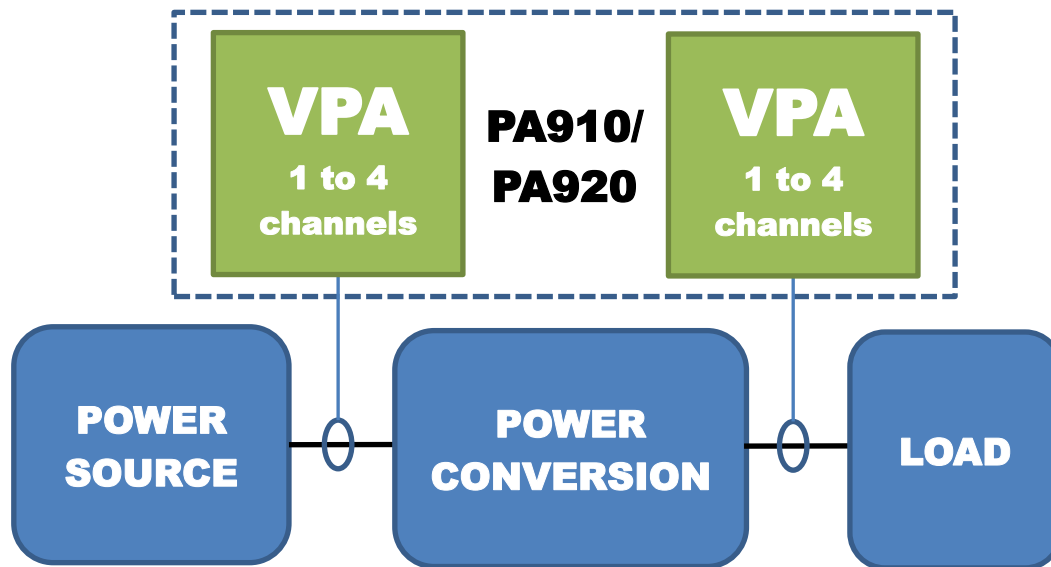 VPA
1 to 4
channels
PA910/
PA920
VPA
1 to 4
channels
POWER
SOURCE
POWER
CONVERSION
LOAD